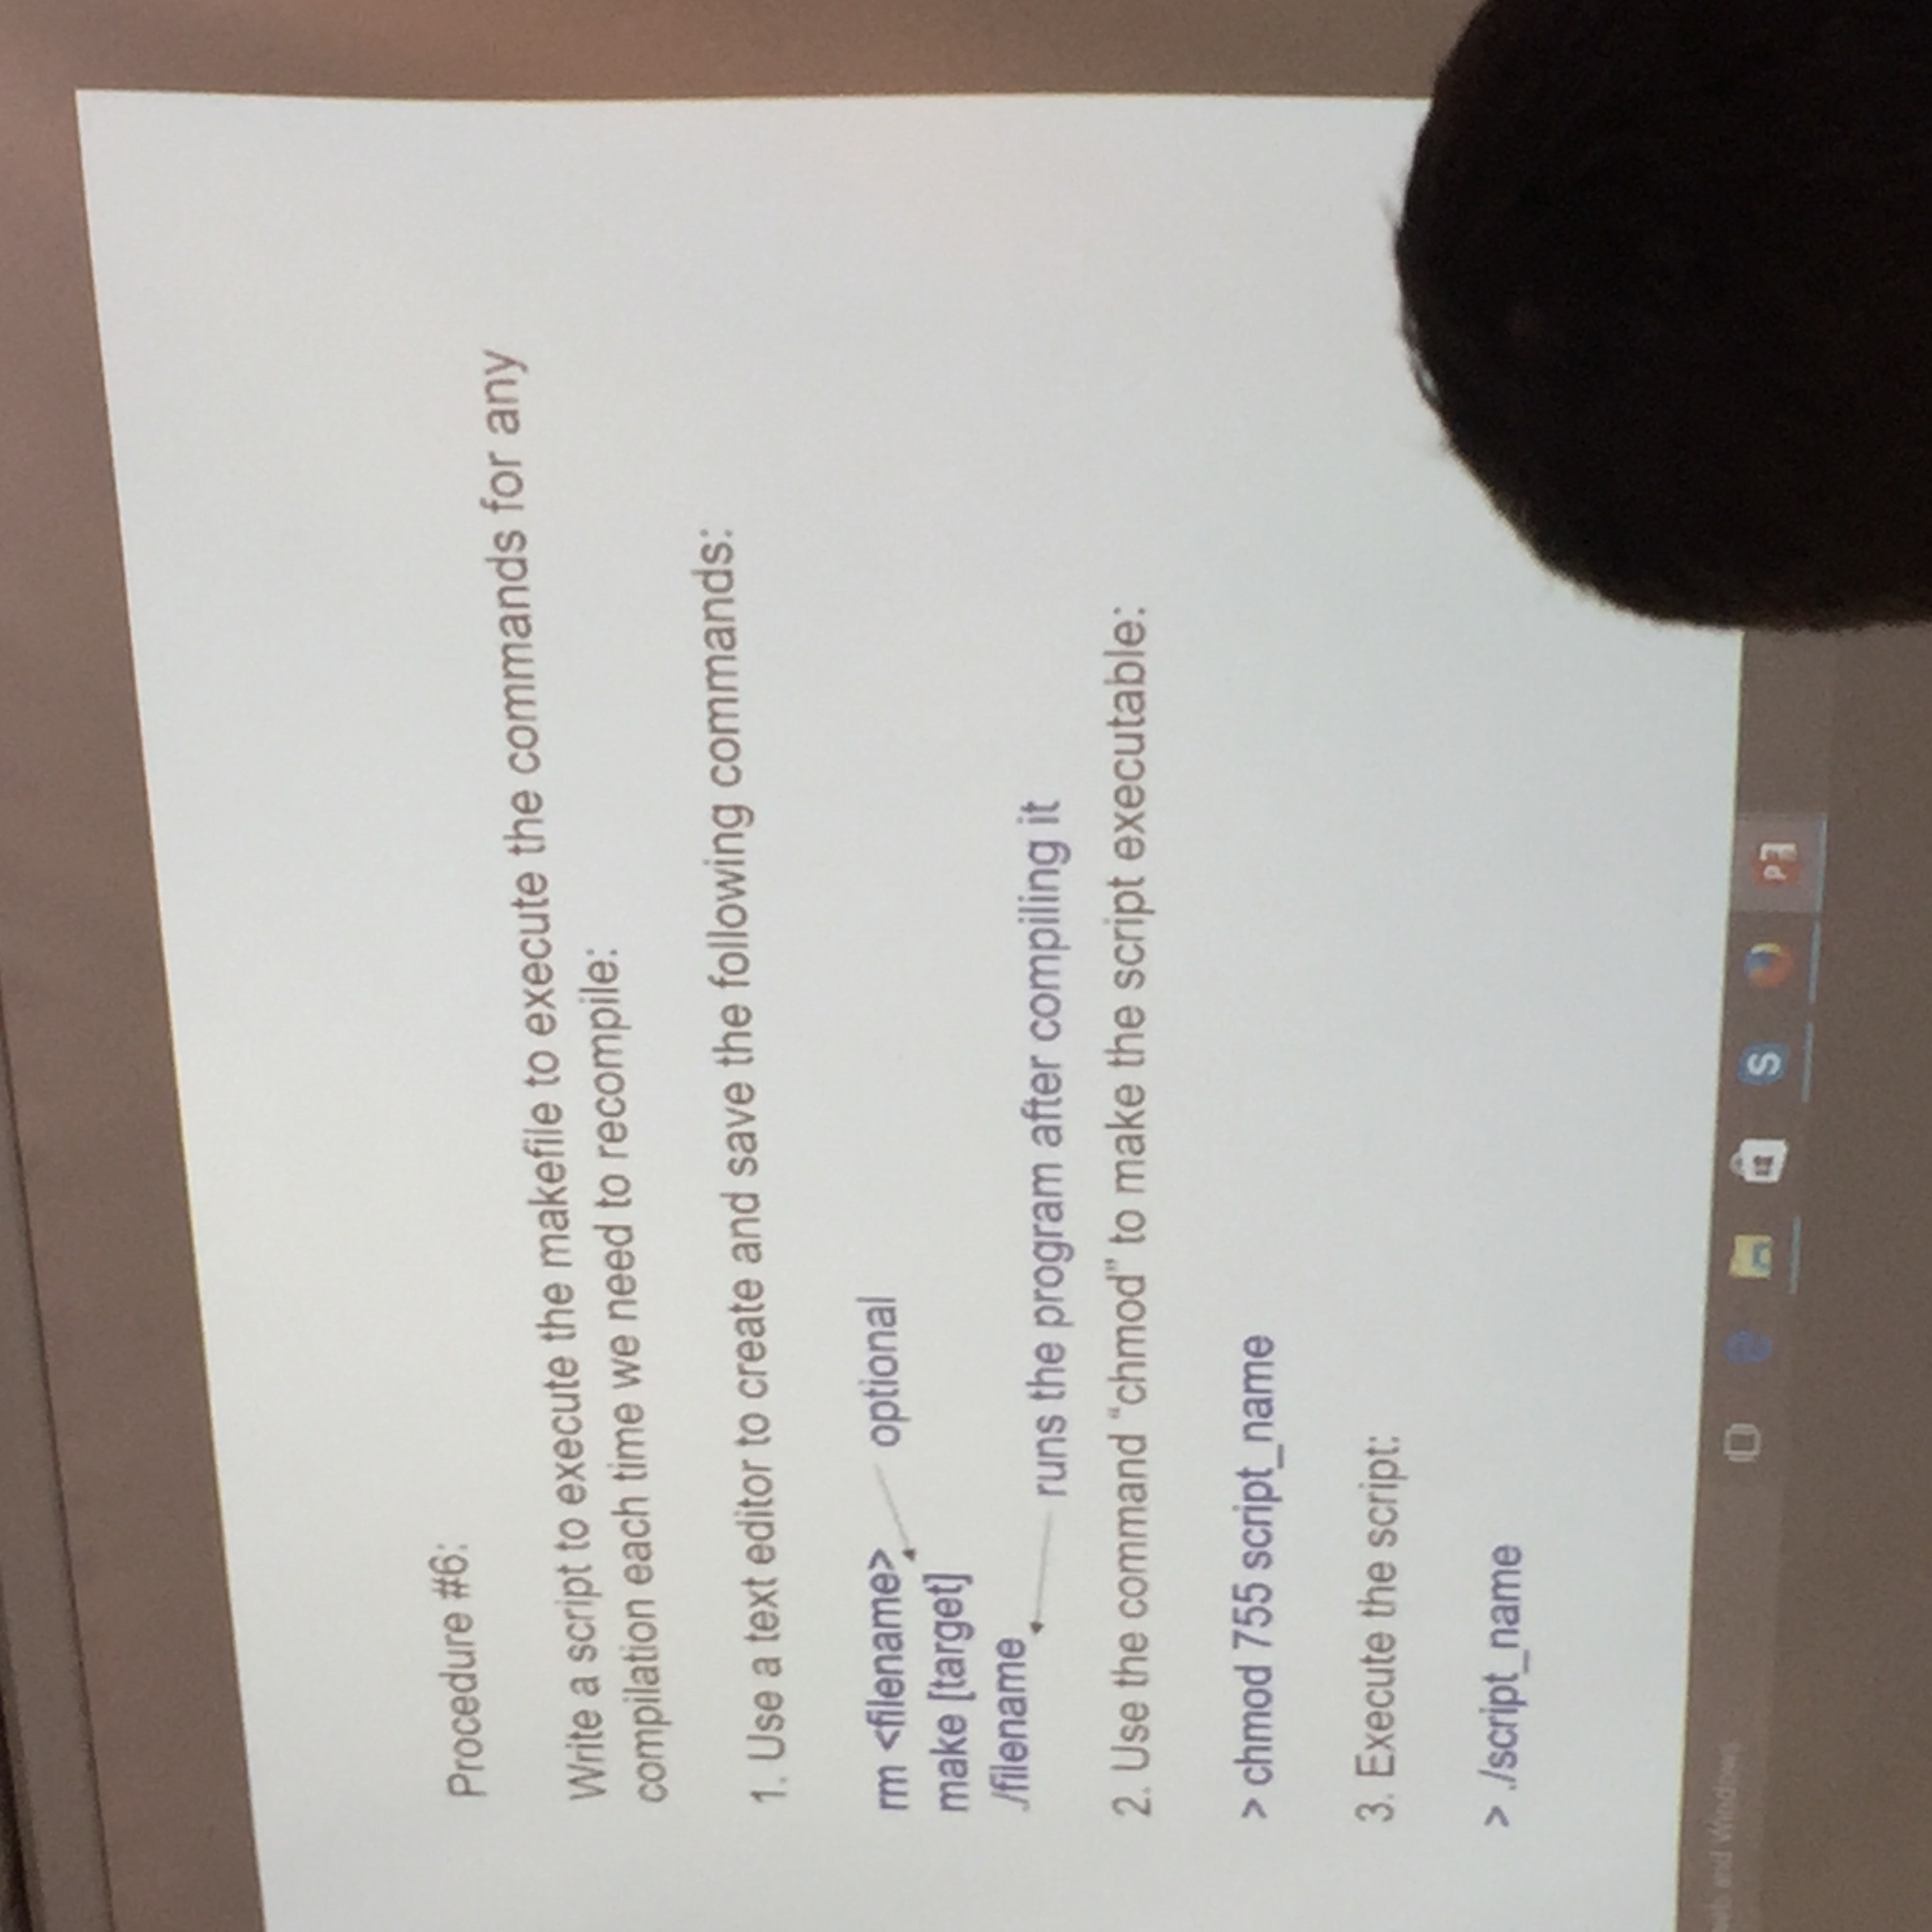 Procedure #6:
Write a script to execute the makefile to execute the commands for any
compilation each time we need to recompile:
1. Use a text editor to create and save the following commands:
rm <filename> optional
make [target]
./filename
runs the program after compiling it
2. Use the command “chmod” to make the script executable:
> chmod 755 script_name
3. Execute the script:
> ./script_name
web and Windows
S
P3